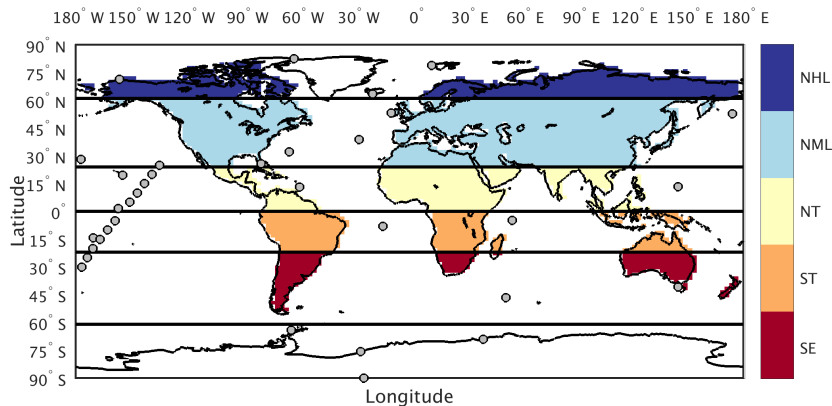 180° W 150° W 120° W 90° W 60° W 30° W 0° 30° E 60° E 90° E 120° E 150° E 180° E
90° N
75° N
60° N
45° N
30° N
15° N
0°
15° S
30° S
45° S
60° S
75° S
90° S
Latitude
Longitude
NHL
NML
NT
ST
SE